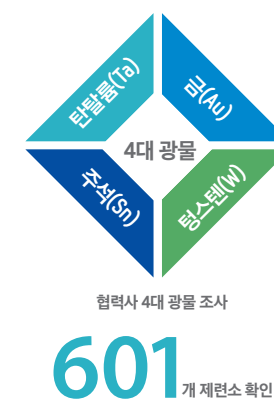 탄탈륨(Ta)
금(Au)
4대 광물
주석(Sn)
텅스텐(W)
협력사 4대 광물 조사
601개 제련소 확인